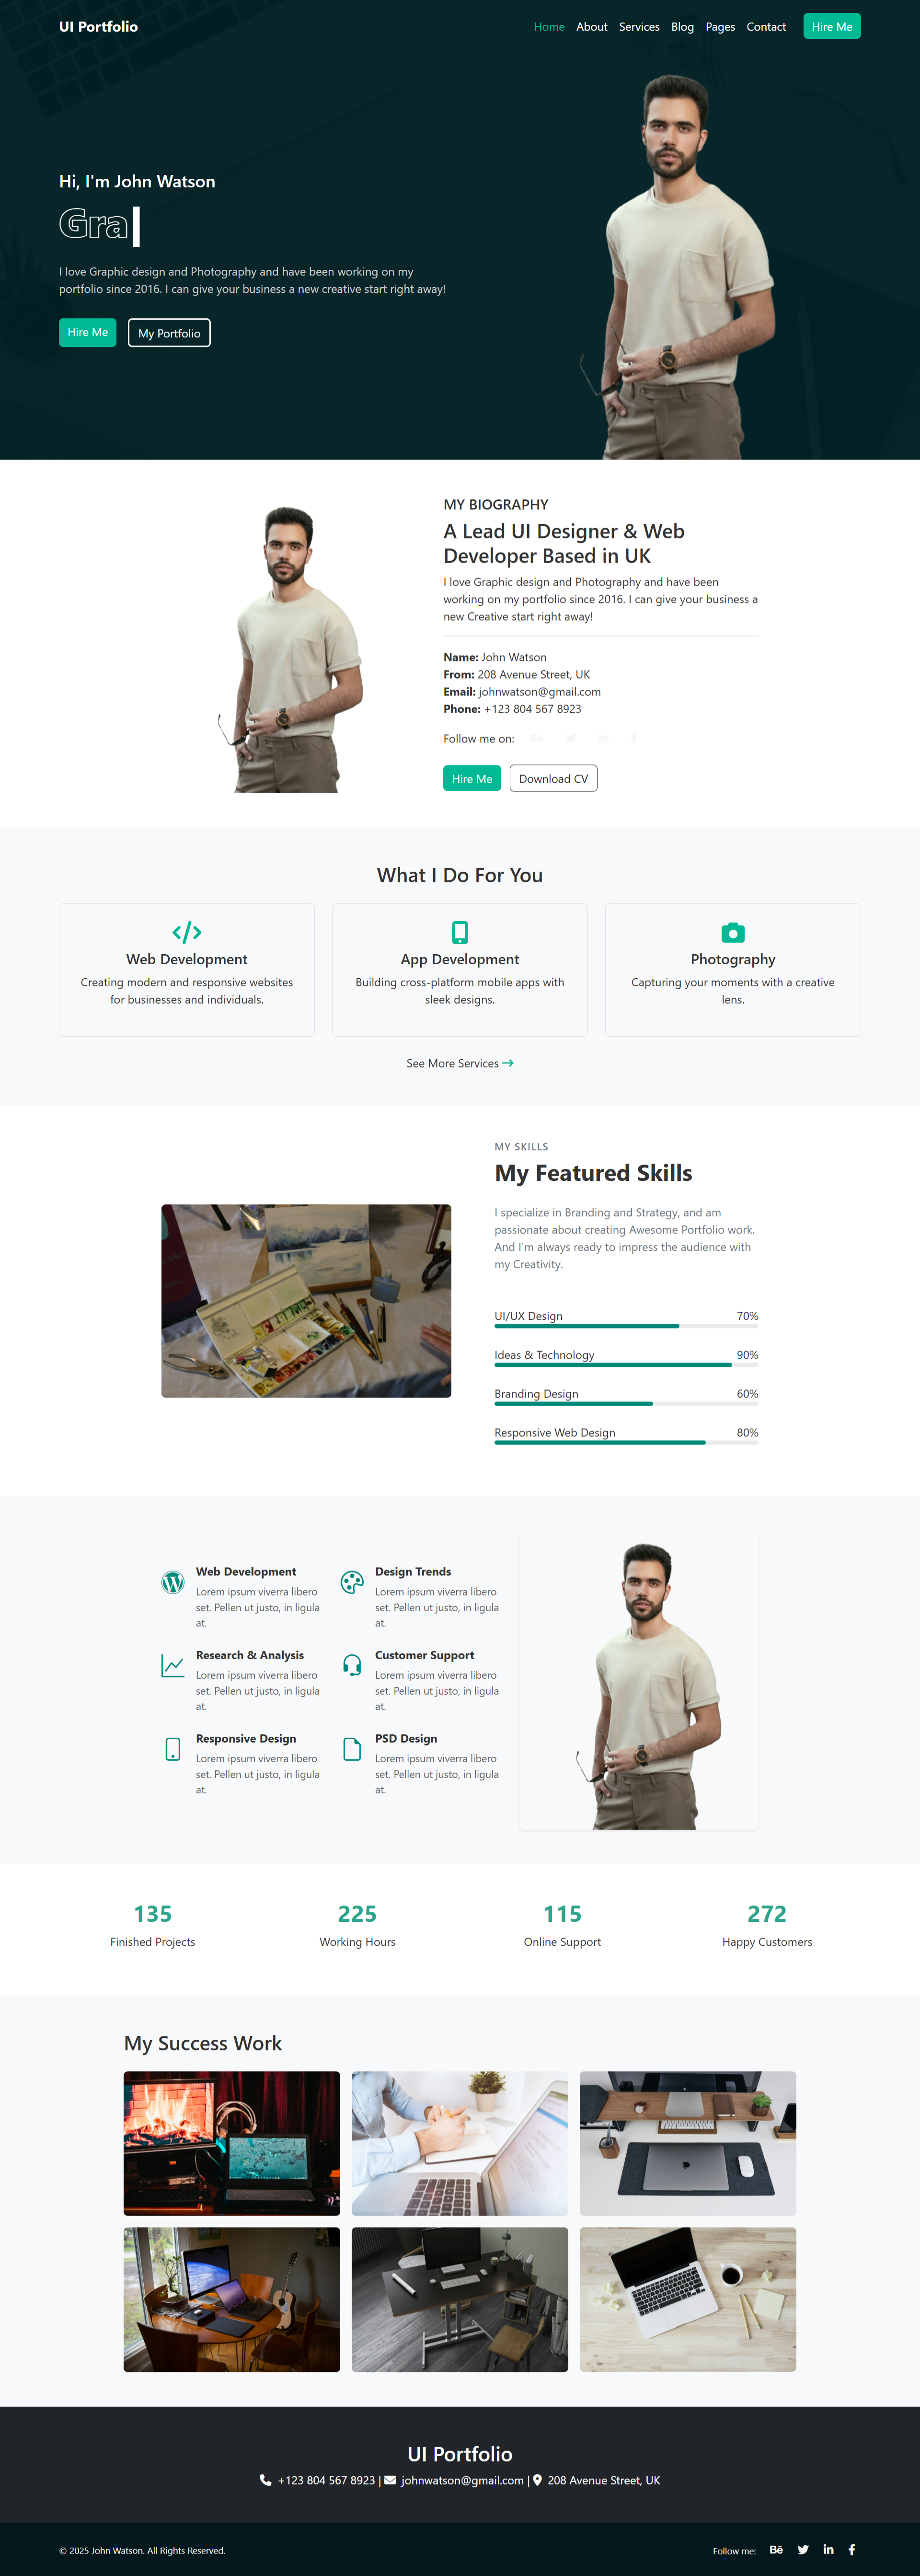 UI Portfolio
Home About Services Blog Pages Contact Hire Me
Hi, I'm John Watson
Gra
I love Graphic design and Photography and have been working on my
portfolio since 2016. I can give your business a new creative start right away!
Hire Me My Portfolio
MY BIOGRAPHY
A Lead UI Designer & Web
Developer Based in UK
I love Graphic design and Photography and have been
working on my portfolio since 2016. I can give your business a
new Creative start right away!
Name: John Watson
From: 208 Avenue Street, UK
Email: johnwatson@gmail.com
Phone: +123 804 567 8923
Follow me on:
Hire Me Download CV
What I Do For You
Web Development
Creating modern and responsive websites
for businesses and individuals.
App Development
Building cross-platform mobile apps with
sleek designs.
Photography
Capturing your moments with a creative
lens.
See More Services
MY SKILLS
My Featured Skills
I specialize in Branding and Strategy, and am
passionate about creating Awesome Portfolio work.
And I'm always ready to impress the audience with
my Creativity.
UI/UX Design 70%
Ideas & Technology 90%
Branding Design 60%
Responsive Web Design 80%
Web Development
Lorem ipsum viverra libero
set. Pellen ut justo, in ligula
at.
Design Trends
Lorem ipsum viverra libero
set. Pellen ut justo, in ligula
at.
Research & Analysis
Lorem ipsum viverra libero
set. Pellen ut justo, in ligula
at.
Customer Support
Lorem ipsum viverra libero
set. Pellen ut justo, in ligula
at.
Responsive Design
Lorem ipsum viverra libero
set. Pellen ut justo, in ligula
at.
PSD Design
Lorem ipsum viverra libero
set. Pellen ut justo, in ligula
at.
135
Finished Projects
225
Working Hours
115
Online Support
272
Happy Customers
My Success Work
UI Portfolio
+123 804 567 8923 | johnwatson@gmail.com | 208 Avenue Street, UK
© 2025 John Watson. All Rights Reserved.
Follow me: